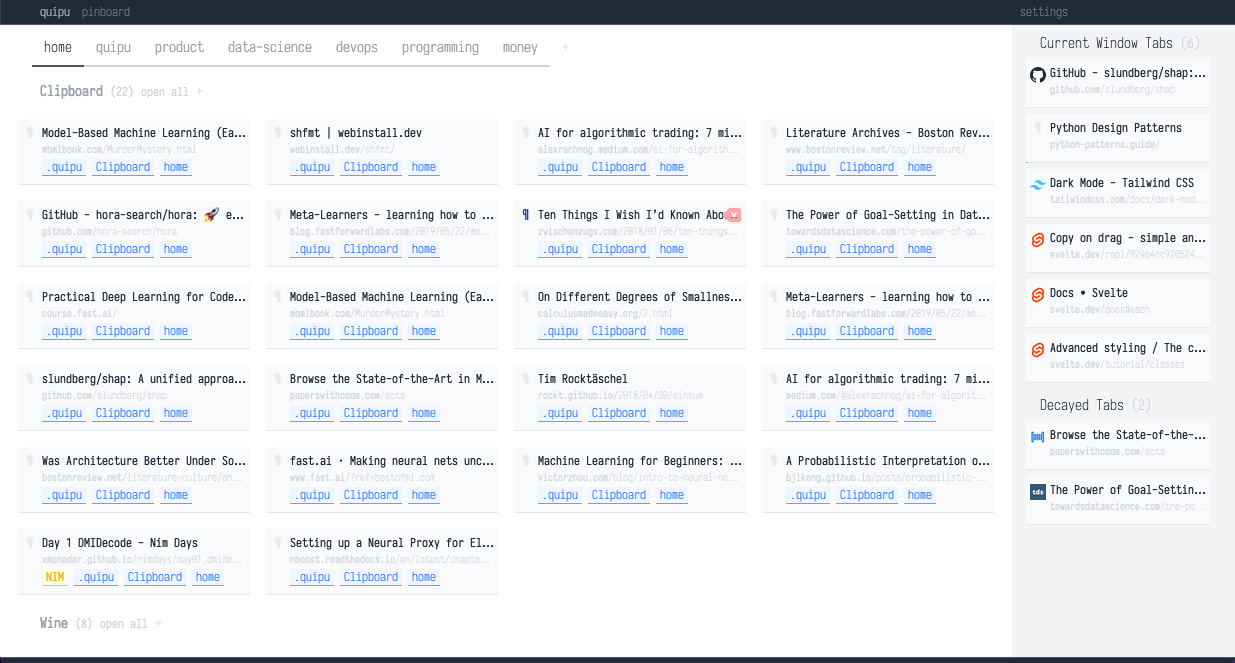 quipu pinboard settings
home quipu product data-science devops programming money +
Clipboard (22) open all +
Model-Based Machine Learning (Ea...
mbmlbook.com/MurderMystery.html
.quipu Clipboard home
shfmt | webinstall.dev
webinstall.dev/shfmt/
.quipu Clipboard home
AI for algorithmic trading: 7 mi...
alexrachnog.medium.com/ai-for-algorith...
.quipu Clipboard home
Literature Archives - Boston Rev...
www.bostonreview.net/tag/literature/
.quipu Clipboard home
GitHub - hora-search/hora: 🚀 e...
github.com/hora-search/hora
.quipu Clipboard home
Meta-Learners - learning how to ...
blog.fastforwardlabs.com/2019/05/22/me...
.quipu Clipboard home
Ten Things I Wish I’d Known Abo
zwischenzugs.com/2018/01/06/ten-things...
.quipu Clipboard home
The Power of Goal-Setting in Dat...
towardsdatascience.com/the-power-of-go...
.quipu Clipboard home
Practical Deep Learning for Code...
course.fast.ai/
.quipu Clipboard home
Model-Based Machine Learning (Ea...
mbmlbook.com/MurderMystery.html
.quipu Clipboard home
On Different Degrees of Smallnes...
calculusmadeeasy.org/2.html
.quipu Clipboard home
Meta-Learners - learning how to ...
blog.fastforwardlabs.com/2019/05/22/me...
.quipu Clipboard home
slundberg/shap: A unified approa...
github.com/slundberg/shap
.quipu Clipboard home
Browse the State-of-the-Art in M...
paperswithcode.com/sota
.quipu Clipboard home
Tim Rocktäschel
rockt.github.io/2018/04/30/einsum
.quipu Clipboard home
AI for algorithmic trading: 7 mi...
medium.com/@alexrachnog/ai-for-algorit...
.quipu Clipboard home
Was Architecture Better Under So...
bostonreview.net/literature-culture/an...
.quipu Clipboard home
fast.ai · Making neural nets unc...
www.fast.ai/?ref=bestofml.com
.quipu Clipboard home
Machine Learning for Beginners: ...
victorzhou.com/blog/intro-to-neural-ne...
.quipu Clipboard home
A Probabilistic Interpretation o...
bjlkeng.github.io/posts/probabilistic-...
.quipu Clipboard home
Day 1 DMIDecode - Nim Days
xmonader.github.io/nimdays/day01_dmide...
NIM .quipu Clipboard home
Setting up a Neural Proxy for El...
nboost.readthedocs.io/en/latest/chapte...
.quipu Clipboard home
Wine (8) open all +
Current Window Tabs (6)
GitHub - slundberg/shap:...
github.com/slundberg/shap
Python Design Patterns
python-patterns.guide/
Dark Mode - Tailwind CSS
tailwindcss.com/docs/dark-mod...
Copy on drag - simple an...
svelte.dev/repl/924b4cc920524...
Docs • Svelte
svelte.dev/docs#each
Advanced styling / The c...
svelte.dev/tutorial/classes
Decayed Tabs (2)
Browse the State-of-the-...
paperswithcode.com/sota
tds The Power of Goal-Settin...
towardsdatascience.com/the-po...